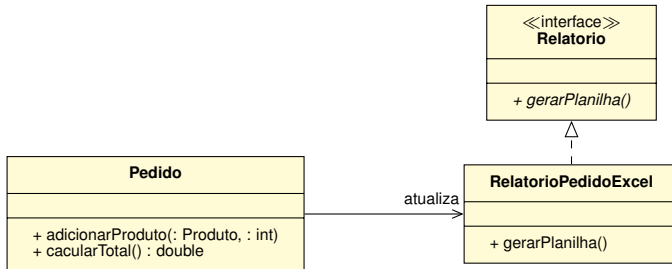 ≪interface≫
Relatorio
+ gerarPlanilha()
Pedido
+ adicionarProduto(: Produto, : int)
+ cacularTotal() : double
atualiza
RelatorioPedidoExcel
+ gerarPlanilha()